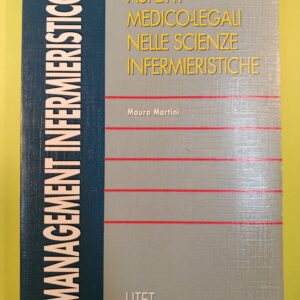 MANAGEMENT INFERMIERISTICO
ASPETTI
MEDICO-LEGALI
NELLE SCIENZE
INFERMIERISTICHE
Mauro Martini
UTET